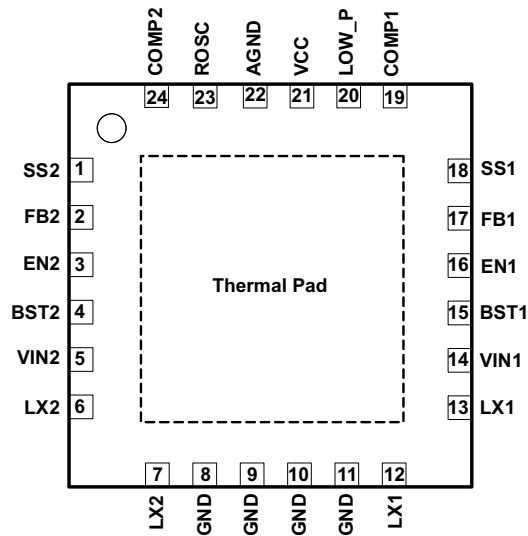 COMP2
ROSC
AGND
VCC
LOW_P
COMP1
24
23
22
21
20
19
SS2 1
18 SS1
FB2 2
17 FB1
EN2 3
16 EN1
Thermal Pad
BST2 4
15 BST1
VIN2 5
14 VIN1
LX2 6
13 LX1
7
8
9
10
11
12
LX2
GND
GND
GND
GND
LX1